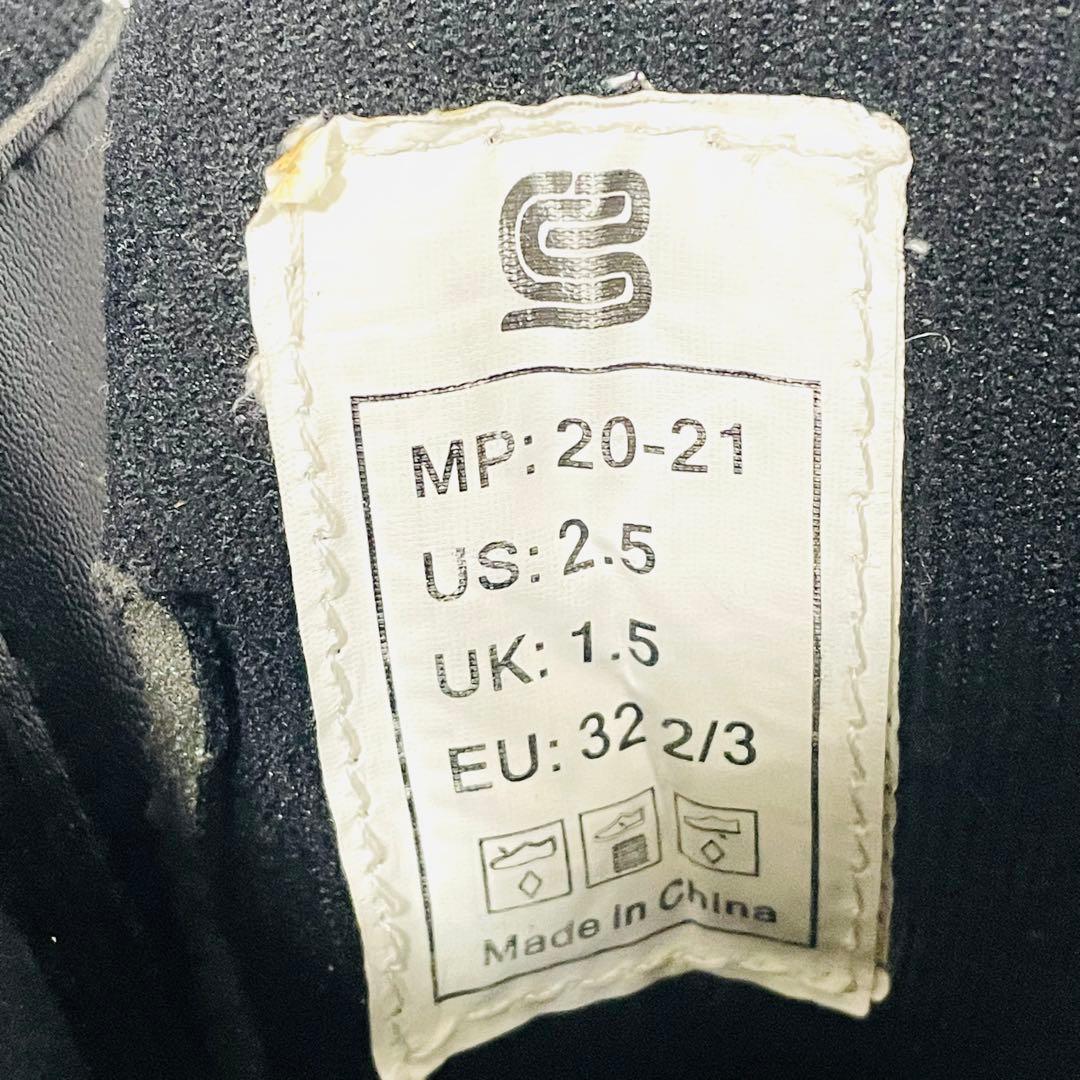 MP: 20-21
US: 2.5
UK: 1.5
EU: 32 2/3
Made in China